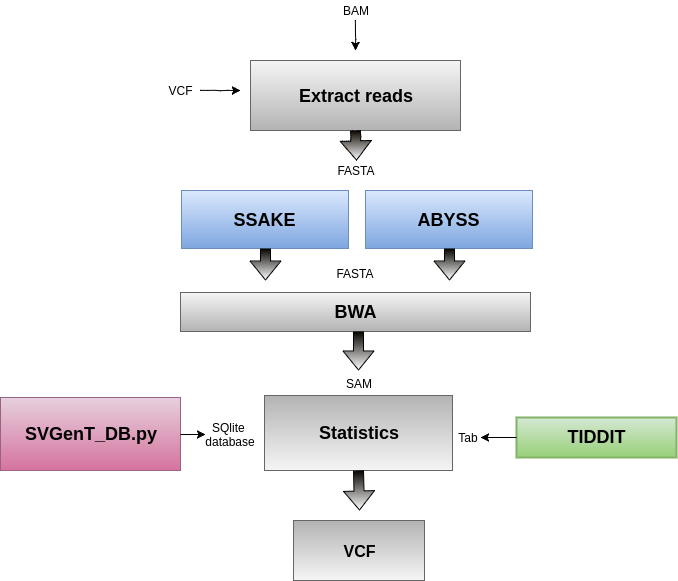 BAM
VCF
Extract reads
FASTA
SSAKE
ABYSS
FASTA
BWA
SAM
SVGenT_DB.py
SQlite
database
Statistics
Tab
TIDDIT
VCF